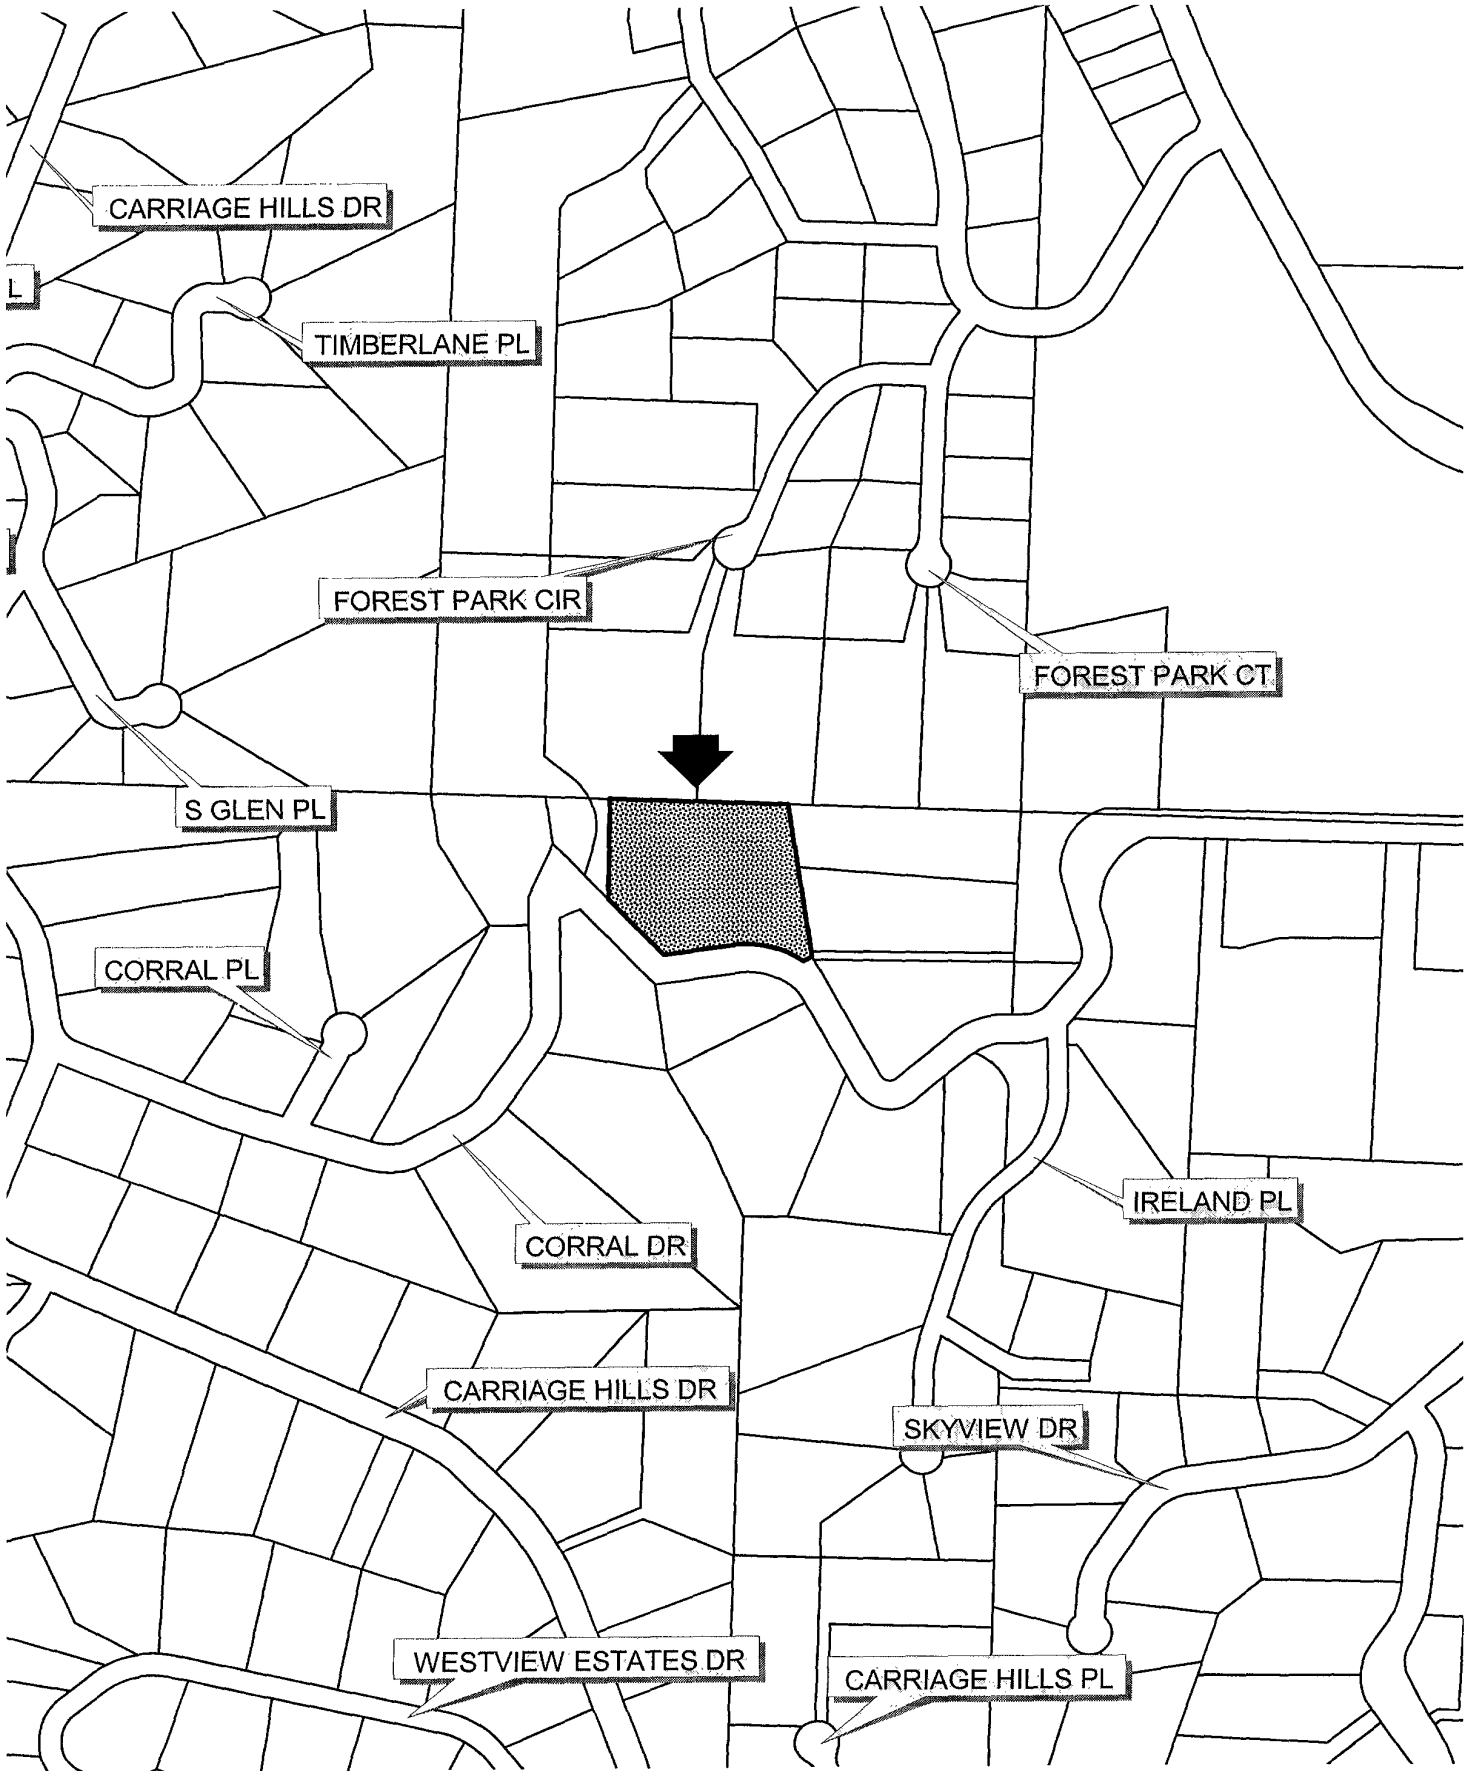 CARRIAGE HILLS DR
L
TIMBERLANE PL
FOREST PARK CIR
FOREST PARK CT
S GLEN PL
CORRAL PL
IRELAND PL
CORRAL DR
CARRIAGE HILLS DR
SKYVIEW DR
WESTVIEW ESTATES DR
CARRIAGE HILLS PL